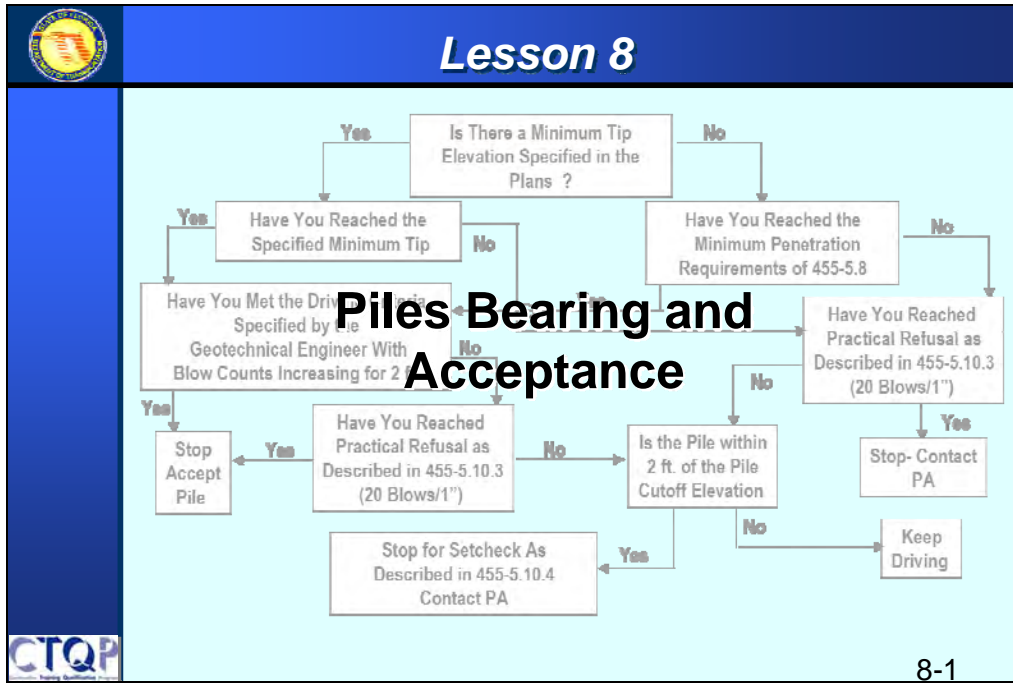 Lesson 8
Yes
Is There a Minimum Tip
Elevation Specified in the
Plans ?
No
Yes
Have You Reached the
Specified Minimum Tip
No
Have You Reached the
Minimum Penetration
Requirements of 455-5.8
No
Have You Met the
Specified by
Geotechnical Engineer With
Blow Counts Increasing for 2
Yes
No
Piles Bearing and
Acceptance
Have You Reached
Practical Refusal as
Described in 455-5.10.3
(20 Blows/1")
No
Yes
Yes
Stop
Accept
Pile
Yes
Have You Reached
Practical Refusal as
Described in 455-5.10.3
(20 Blows/1")
No
Is the Pile within
2 ft. of the Pile
Cutoff Elevation
Stop- Contact
PA
No
Keep
Driving
Yes
Stop for Setcheck As
Described in 455-5.10.4
Contact PA
CTQP
8-1